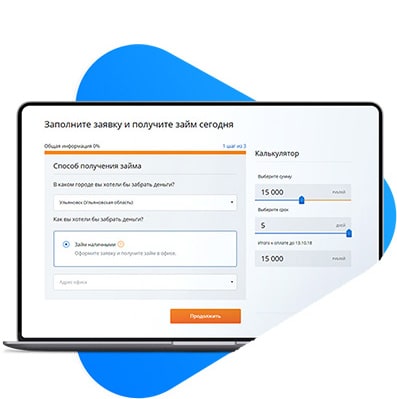 Заполните заявку и получите займ сегодня
Общая информация 0%
1 шаг из 3
Способ получения займа
В каком городе вы хотели бы забрать деньги?
Ульяновск (Ульяновская область)
Как вы хотели бы забрать деньги?
Займ наличными
Оформите заявку и получите займ в офисе.
Адрес офиса
Продолжить
Калькулятор
Выберите сумму
15 000
рублей
Выберите срок
5
дней
Итого к оплате до 10.10.18
15 000
рублей